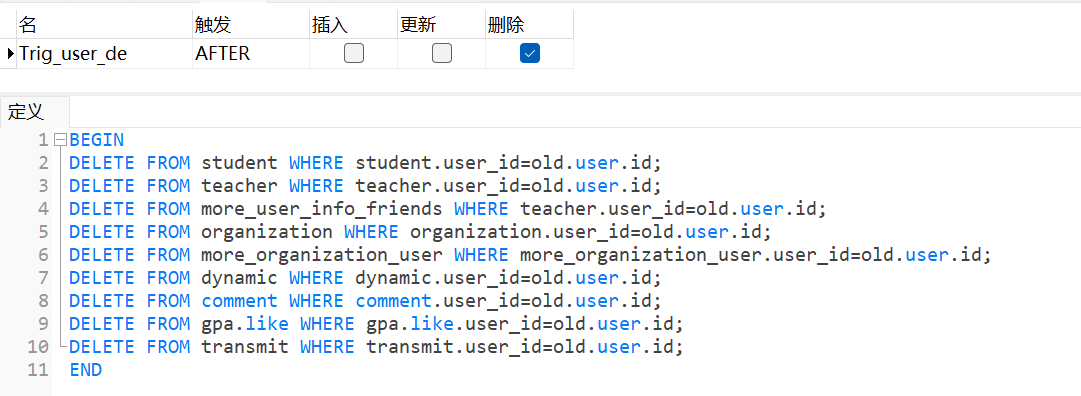 名 触发 插入 更新 删除
Trig_user_de AFTER
定义
1 BEGIN
2 DELETE FROM student WHERE student.user_id=old.user.id;
3 DELETE FROM teacher WHERE teacher.user_id=old.user.id;
4 DELETE FROM more_user_info_friends WHERE teacher.user_id=old.user.id;
5 DELETE FROM organization WHERE organization.user_id=old.user.id;
6 DELETE FROM more_organization_user WHERE more_organization_user.user_id=old.user.id;
7 DELETE FROM dynamic WHERE dynamic.user_id=old.user.id;
8 DELETE FROM comment WHERE comment.user_id=old.user.id;
9 DELETE FROM gpa.like WHERE gpa.like.user_id=old.user.id;
10 DELETE FROM transmit WHERE transmit.user_id=old.user.id;
11 END